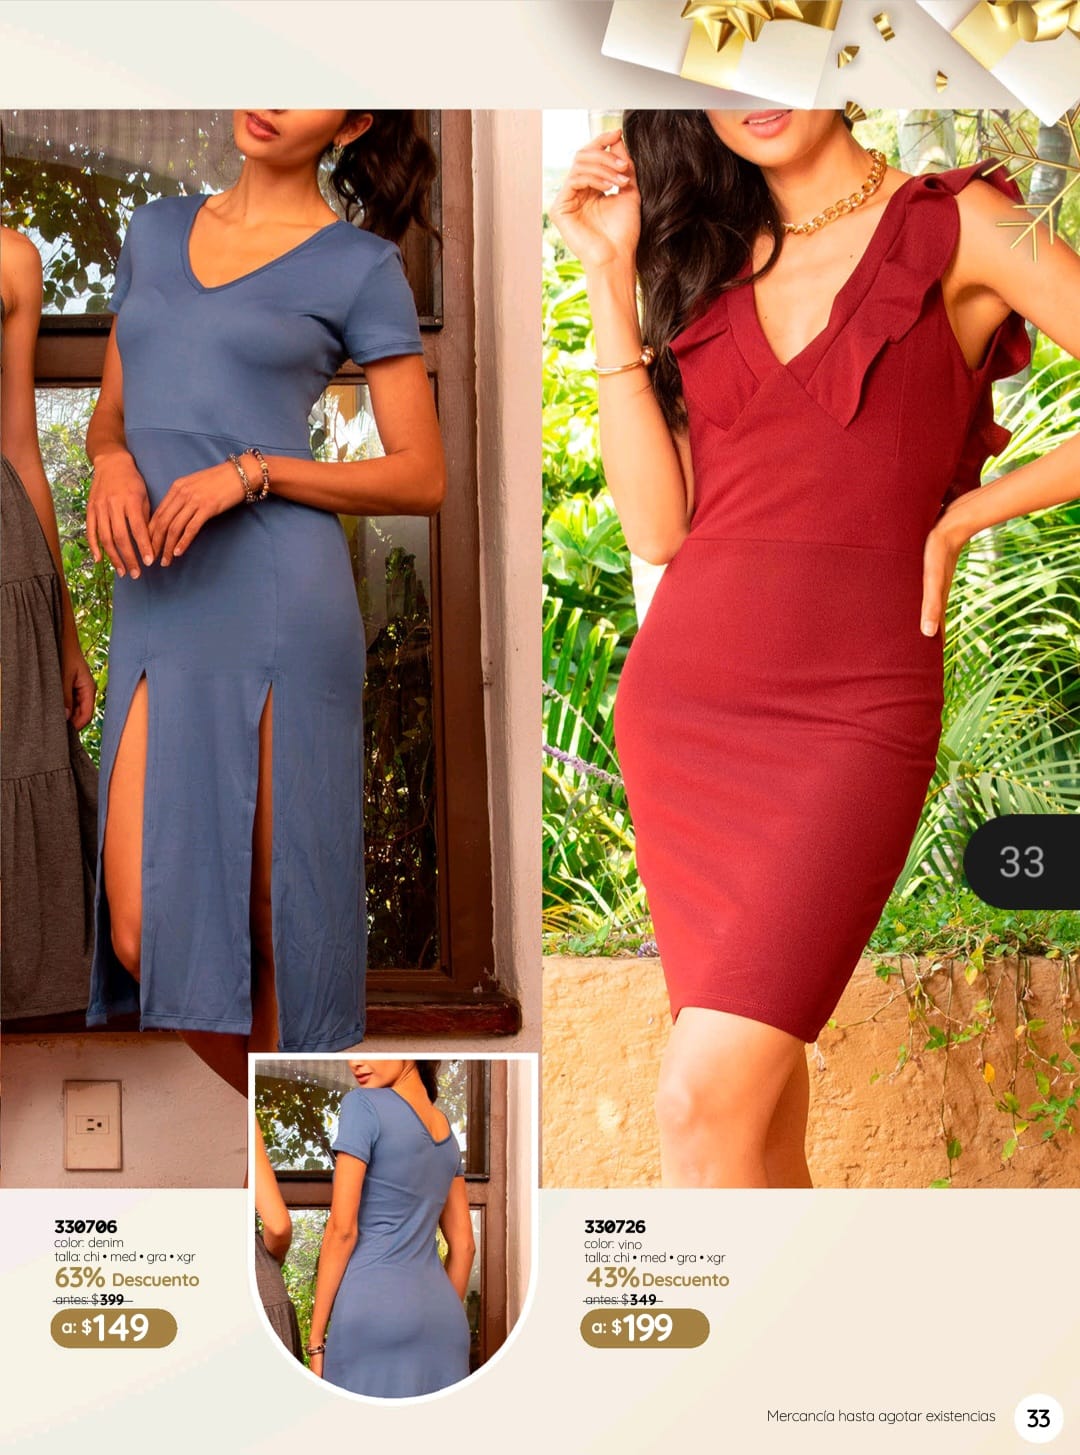 33
330706
color: denim
talla: chi • med • gra • xgr
63% Descuento
antes: $399
a: $149
330726
color: vino
talla: chi • med • gra • xgr
43% Descuento
antes: $349
a: $199
Mercancía hasta agotar existencias
33